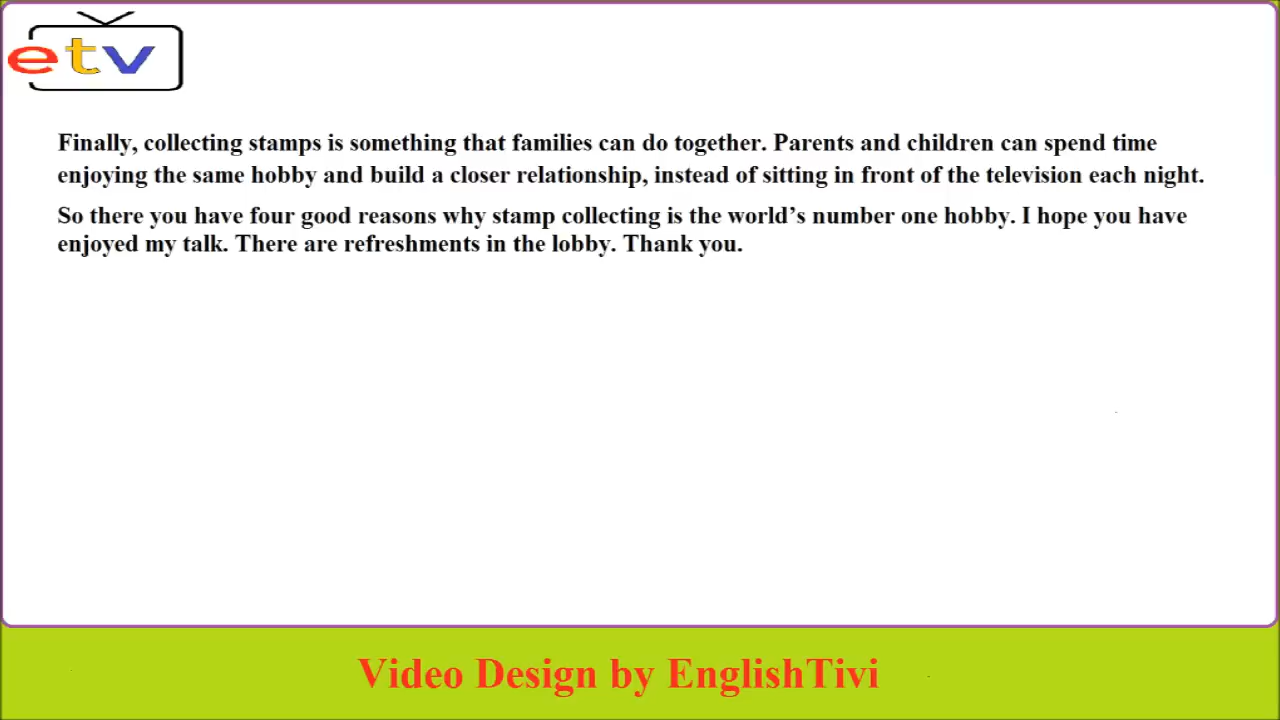 etv
Finally, collecting stamps is something that families can do together. Parents and children can spend time
enjoying the same hobby and build a closer relationship, instead of sitting in front of the television each night.
So there you have four good reasons why stamp collecting is the world’s number one hobby. I hope you have
enjoyed my talk. There are refreshments in the lobby. Thank you.
Video Design by EnglishTivi